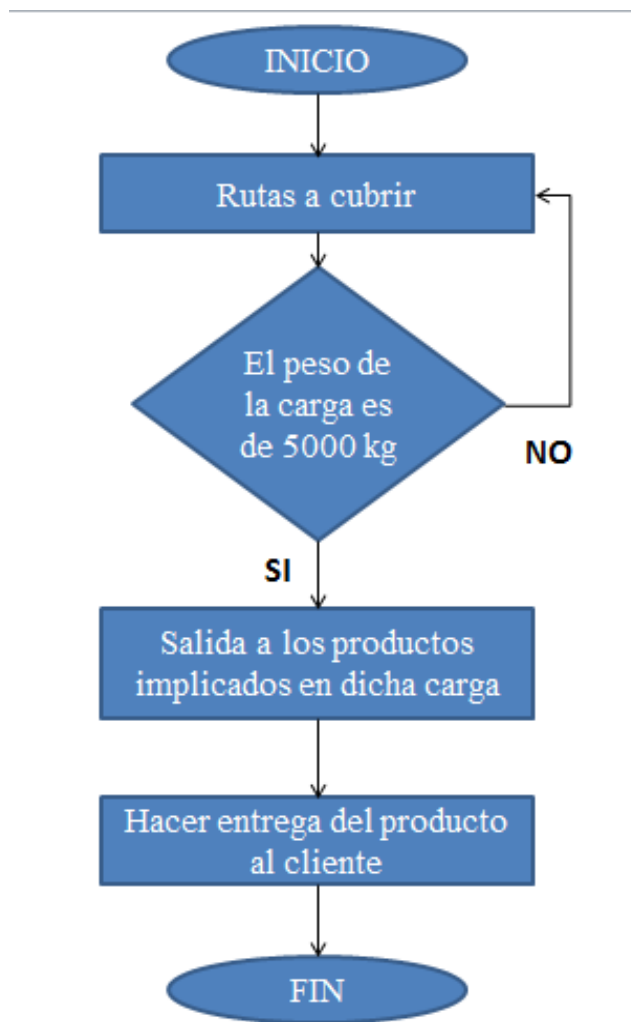 INICIO
Rutas a cubrir
El peso de
la carga es
de 5000 kg
NO
SI
Salida a los productos
implicados en dicha carga
Hacer entrega del producto
al cliente
FIN